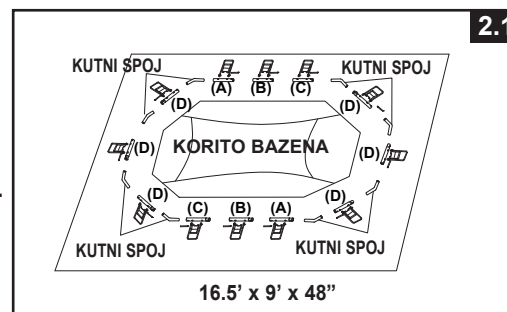 2.1
KUTNI SPOJ KUTNI SPOJ
(A) (B) (C)
(D) (D)
(D) KORITO BAZENA (D)
(D) (D)
(C) (B) (A)
KUTNI SPOJ KUTNI SPOJ
16.5’ x 9’ x 48”